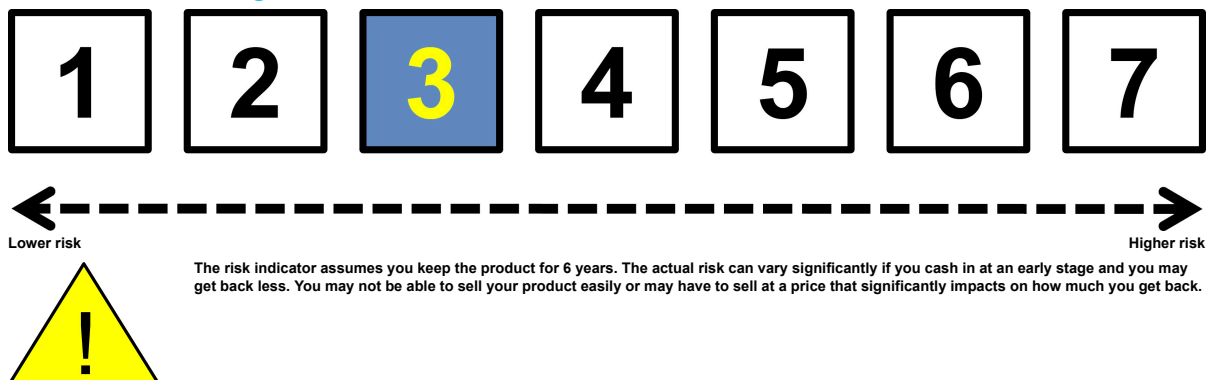 1 2 3 4 5 6 7
Lower risk Higher risk
The risk indicator assumes you keep the product for 6 years. The actual risk can vary significantly if you cash in at an early stage and you may
get back less. You may not be able to sell your product easily or may have to sell at a price that significantly impacts on how much you get back.
!